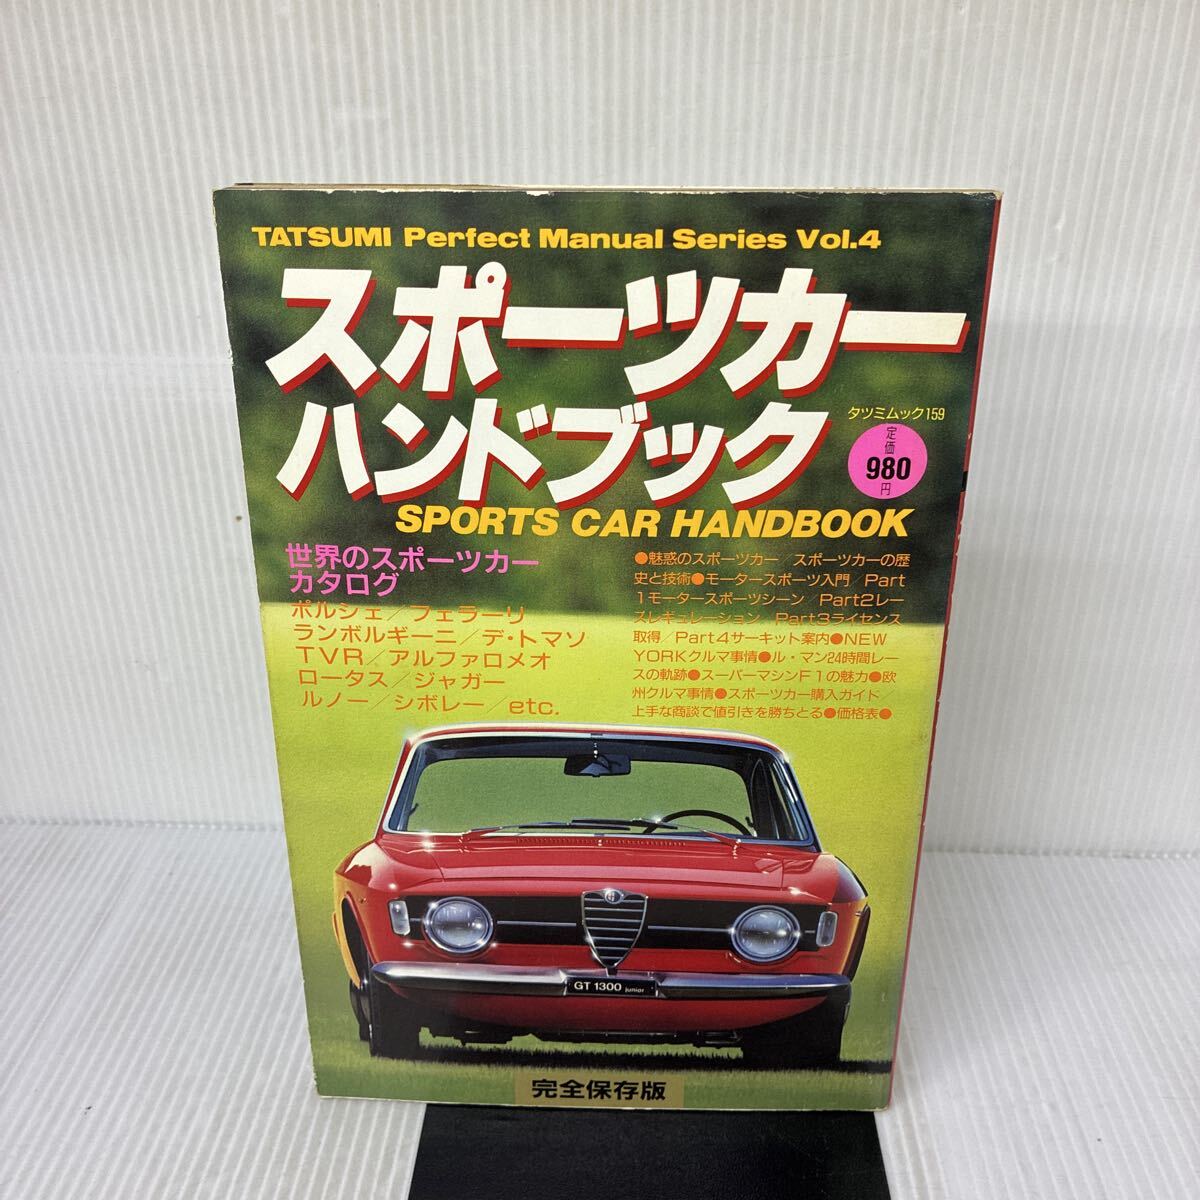 TATSUMI Perfect Manual Series Vol.4
スポーツカー
ハンドブック
タツミムック159
定価
980
円
SPORTS CAR HANDBOOK
世界のスポーツカー
カタログ
ポルシェ／フェラーリ
ランボルギーニ／デ・トマソ
TVR／アルファロメオ
ロータス／ジャガー
ルノー／シボレー／etc.
●魅惑のスポーツカー／スポーツカーの歴
史と技術●モータースポーツ入門／Part
1モータースポーツシーン／Part2レー
スレギュレーション／Part3ライセンス
取得／Part4サーキット案内●NEW
YORKクルマ事情●ル・マン24時間レー
スの軌跡●スーパーマシンF1の魅力●欧
州クルマ事情●スポーツカー購入ガイド／
上手な商談で値引きを勝ちとる●価格表●
GT 1300 junior
完全保存版